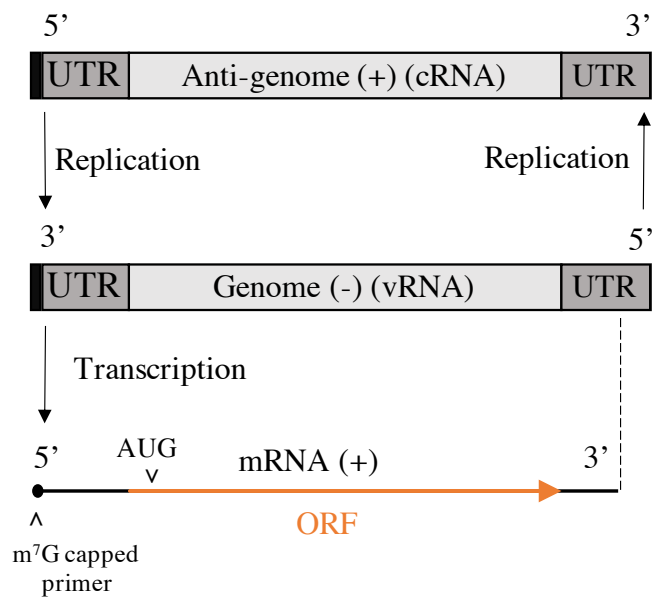 5’ 3’
UTR Anti-genome (+) (cRNA) UTR
Replication Replication
3’ 5’
UTR Genome (-) (vRNA) UTR
Transcription
5’ AUG mRNA (+) 3’
ORF
m⁷G capped
primer